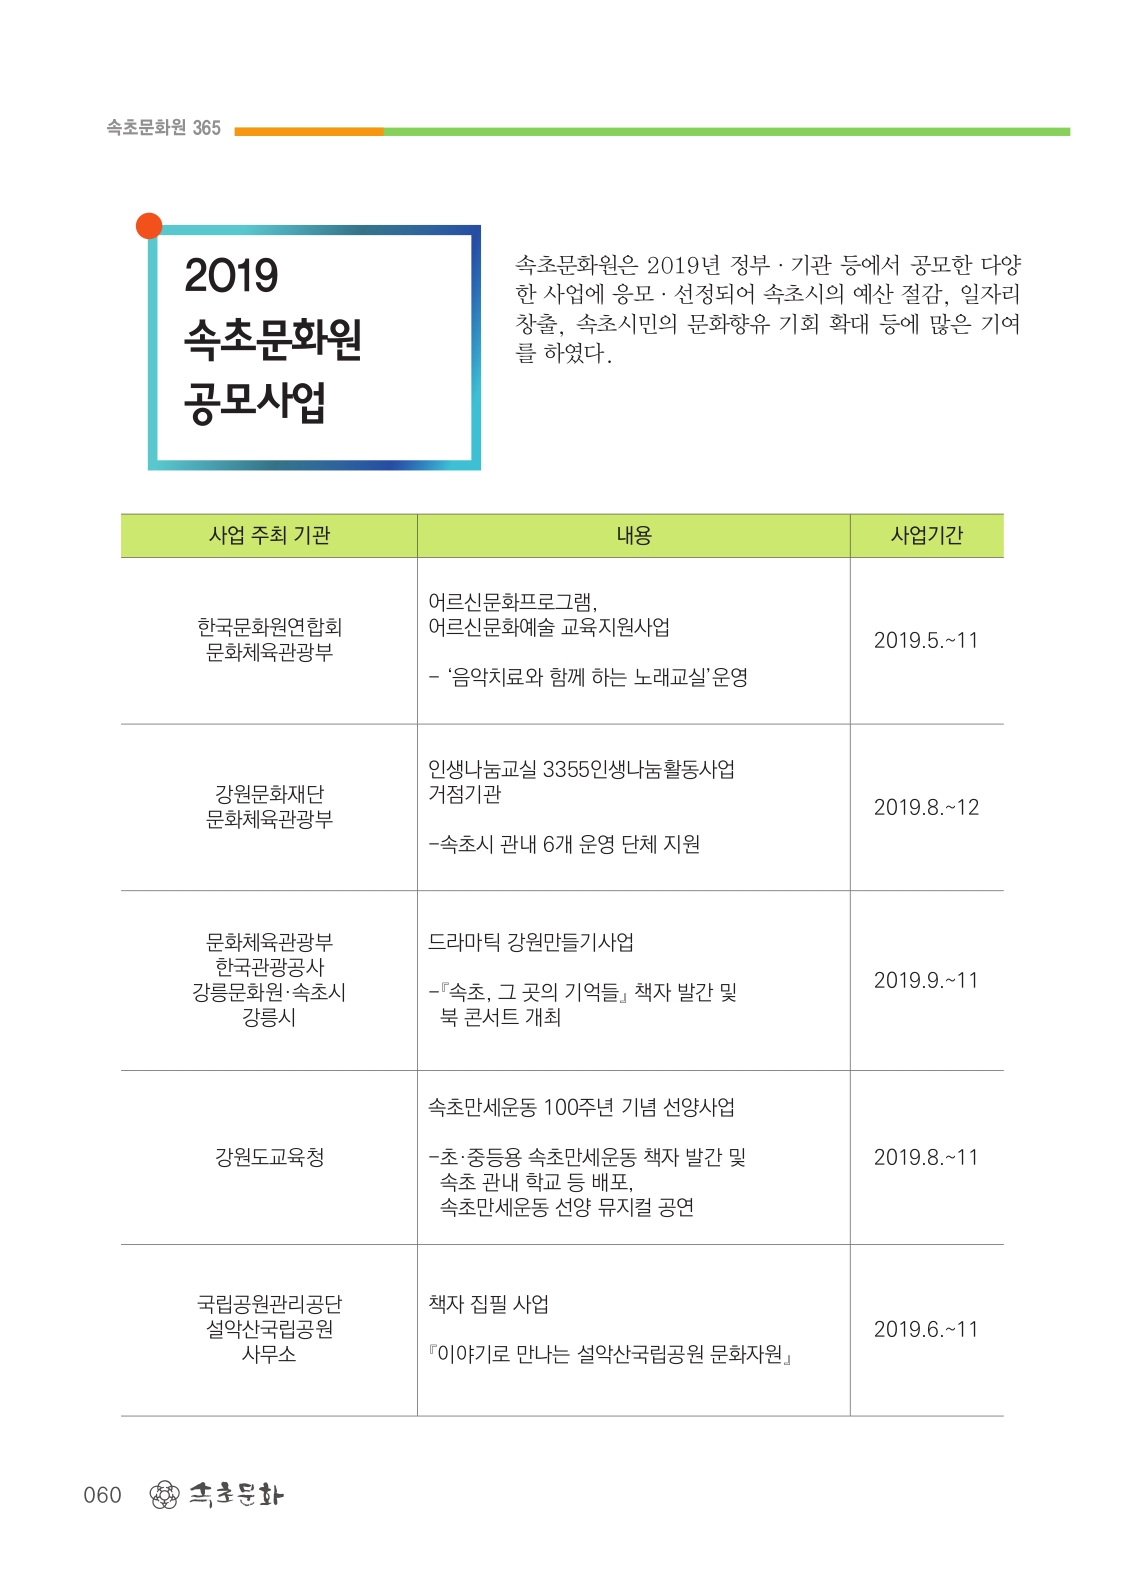 속초문화원 365
2019
속초문화원
공모사업
속초문화원은 2019년 정부 · 기관 등에서 공모한 다양
한 사업에 응모 · 선정되어 속초시의 예산 절감, 일자리
창출, 속초시민의 문화향유 기회 확대 등에 많은 기여
를 하였다.
사업 주최 기관
내용
사업기간
한국문화원연합회
문화체육관광부
어르신문화프로그램,
어르신문화예술 교육지원사업
- ‘음악치료와 함께 하는 노래교실’운영
2019.5.~11
강원문화재단
문화체육관광부
인생나눔교실 3355인생나눔활동사업
거점기관
-속초시 관내 6개 운영 단체 지원
2019.8.~12
문화체육관광부
한국관광공사
강릉문화원·속초시
강릉시
드라마틱 강원만들기사업
-『속초, 그 곳의 기억들』 책자 발간 및
북 콘서트 개최
2019.9.~11
강원도교육청
속초만세운동 100주년 기념 선양사업
-초·중등용 속초만세운동 책자 발간 및
속초 관내 학교 등 배포,
속초만세운동 선양 뮤지컬 공연
2019.8.~11
국립공원관리공단
설악산국립공원
사무소
책자 집필 사업
『이야기로 만나는 설악산국립공원 문화자원』
2019.6.~11
060 속초문화